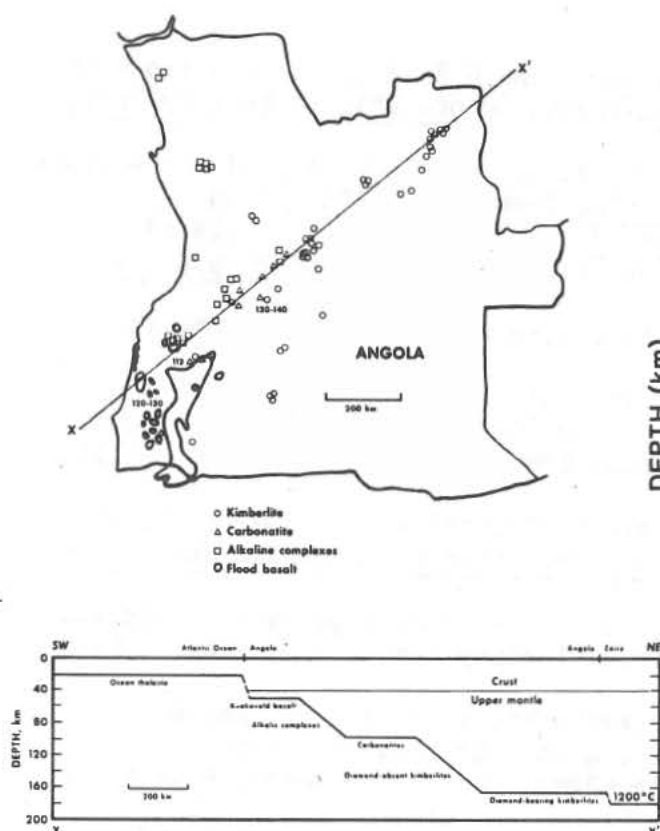 X'
130-140
ANGOLA
112
120-130
200 km
X
DEPTH (km)
Kimberlite
Carbonatite
Alkaline complexes
Flood basalt
SW
Atlantic Ocean
Angola
Angola
Zaire
NE
0
Ocean tholeiite
Crust
40
Kaokoveld basalt
Upper mantle
DEPTH, km
80
Alkalic complexes
Carbonatites
120
Diamond-absent kimberlites
160
200 km
Diamond-bearing kimberlites
1200°C
200
X
X'